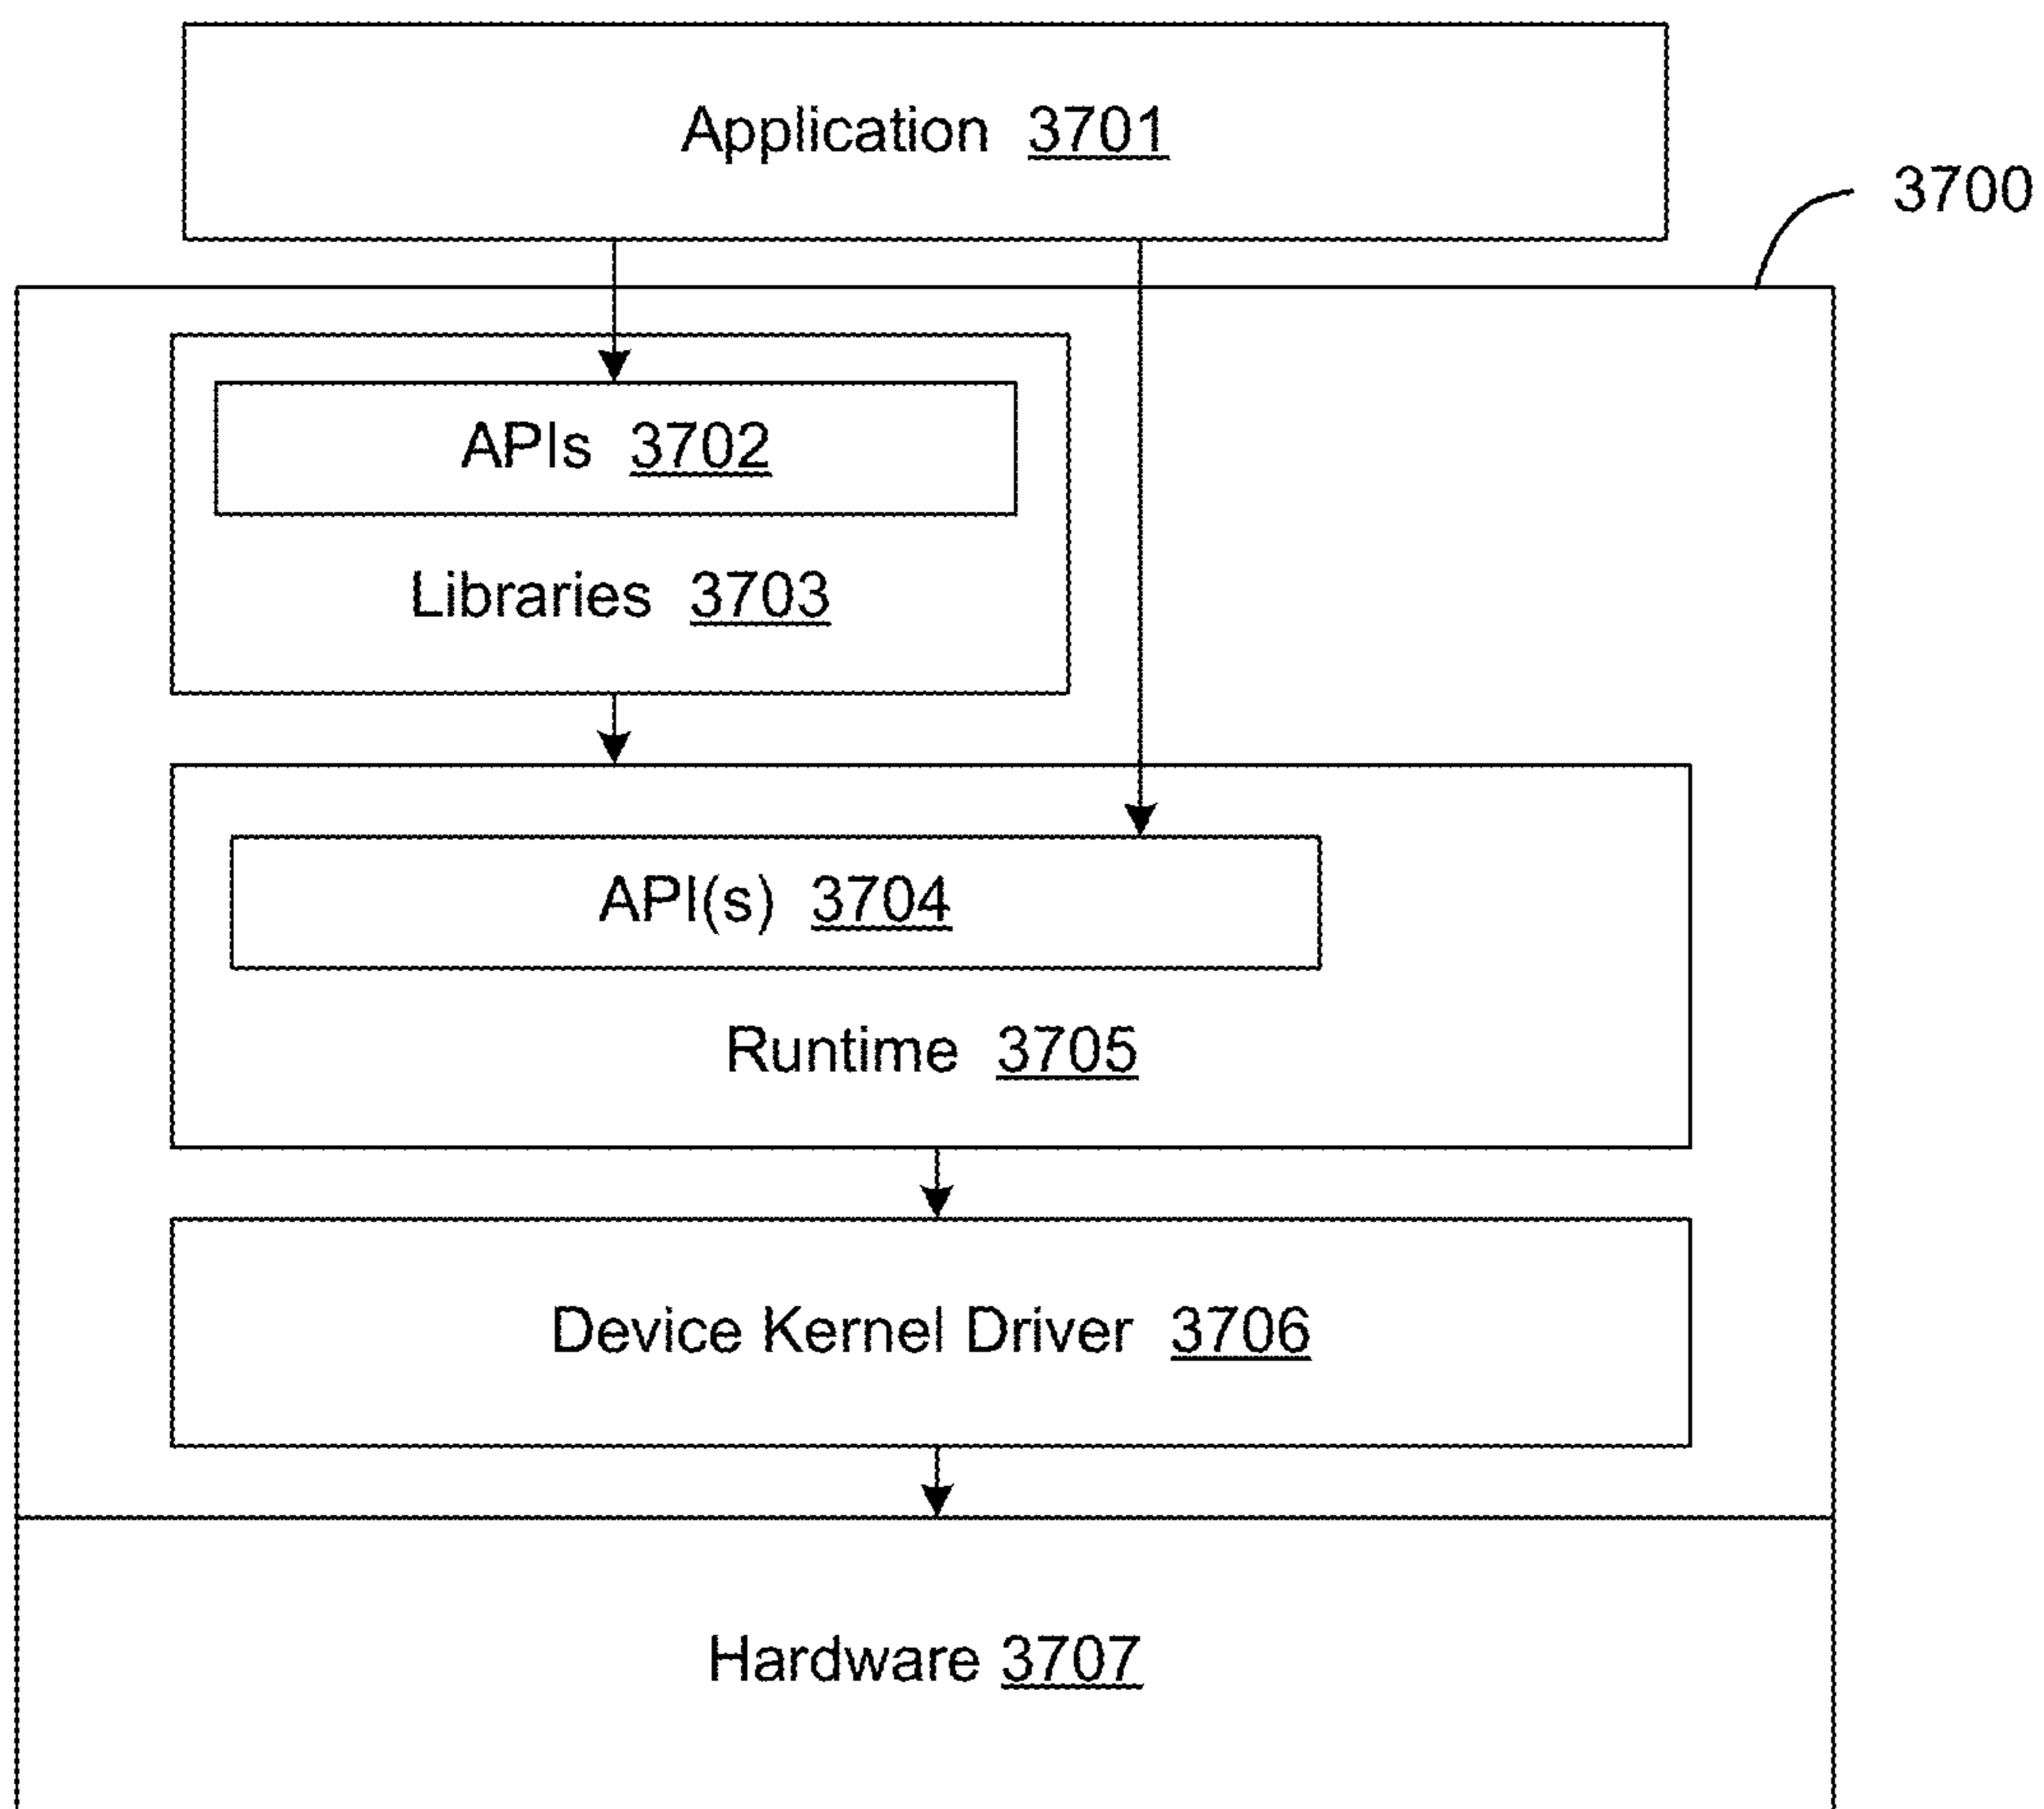 Application 3701
3700
APIs 3702
Libraries 3703
API(s) 3704
Runtime 3705
Device Kernel Driver 3706
Hardware 3707